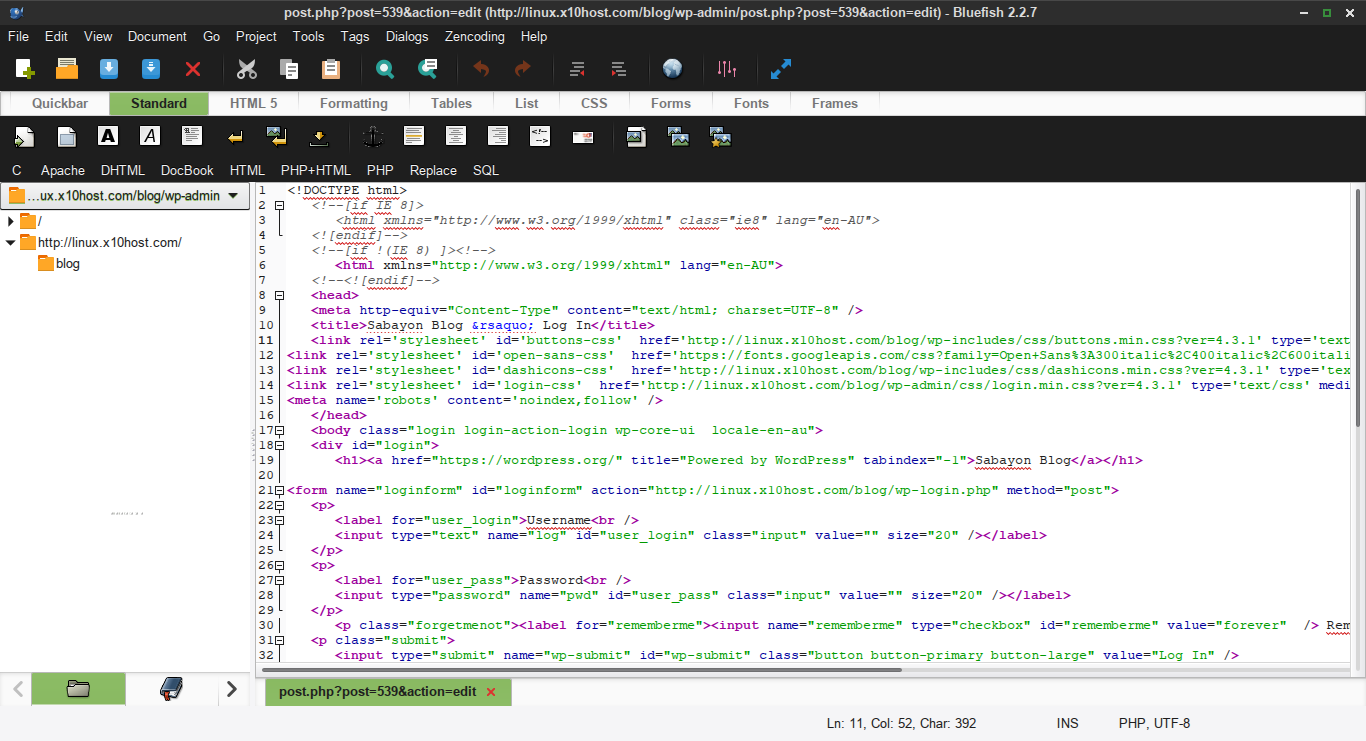 post.php?post=539&action=edit (http://linux.x10host.com/blog/wp-admin/post.php?post=539&action=edit) - Bluefish 2.2.7
File Edit View Document Go Project Tools Tags Dialogs Zencoding Help
Quickbar Standard HTML 5 Formatting Tables List CSS Forms Fonts Frames
A A <!-- -->
C Apache DHTML DocBook HTML PHP+HTML PHP Replace SQL
...ux.x10host.com/blog/wp-admin
/
http://linux.x10host.com/
blog
1 <!DOCTYPE html>
2 <!--[if IE 8]>
3 <html xmlns="http://www.w3.org/1999/xhtml" class="ie8" lang="en-AU">
4 <![endif]-->
5 <!--[if !(IE 8) ]><!-->
6 <html xmlns="http://www.w3.org/1999/xhtml" lang="en-AU">
7 <!--<![endif]-->
8 <head>
9 <meta http-equiv="Content-Type" content="text/html; charset=UTF-8" />
10 <title>Sabayon Blog &rsaquo; Log In</title>
11 <link rel='stylesheet' id='buttons-css'  href='http://linux.x10host.com/blog/wp-includes/css/buttons.min.css?ver=4.3.1' type='text
12 <link rel='stylesheet' id='open-sans-css'  href='https://fonts.googleapis.com/css?family=Open+Sans%3A300italic%2C400italic%2C600itali
13 <link rel='stylesheet' id='dashicons-css'  href='http://linux.x10host.com/blog/wp-includes/css/dashicons.min.css?ver=4.3.1' type='tex
14 <link rel='stylesheet' id='login-css'  href='http://linux.x10host.com/blog/wp-admin/css/login.min.css?ver=4.3.1' type='text/css' medi
15 <meta name='robots' content='noindex,follow' />
16 </head>
17 <body class="login login-action-login wp-core-ui  locale-en-au">
18 <div id="login">
19 <h1><a href="https://wordpress.org/" title="Powered by WordPress" tabindex="-1">Sabayon Blog</a></h1>
20
21 <form name="loginform" id="loginform" action="http://linux.x10host.com/blog/wp-login.php" method="post">
22 <p>
23 <label for="user_login">Username<br />
24 <input type="text" name="log" id="user_login" class="input" value="" size="20" /></label>
25 </p>
26 <p>
27 <label for="user_pass">Password<br />
28 <input type="password" name="pwd" id="user_pass" class="input" value="" size="20" /></label>
29 </p>
30 <p class="forgetmenot"><label for="rememberme"><input name="rememberme" type="checkbox" id="rememberme" value="forever"  /> Rem
31 <p class="submit">
32 <input type="submit" name="wp-submit" id="wp-submit" class="button button-primary button-large" value="Log In" />
post.php?post=539&action=edit
Ln: 11, Col: 52, Char: 392 INS PHP, UTF-8